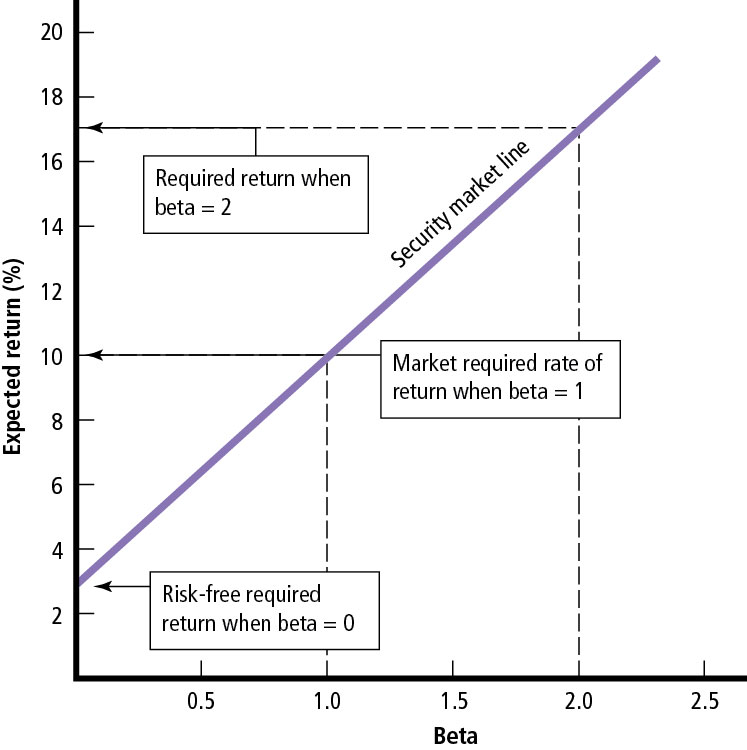 20
18
16
14
12
10
8
6
4
2
Expected return (%)
Required return when
beta = 2
Security market line
Market required rate of
return when beta = 1
Risk-free required
return when beta = 0
0.5
1.0
1.5
2.0
2.5
Beta